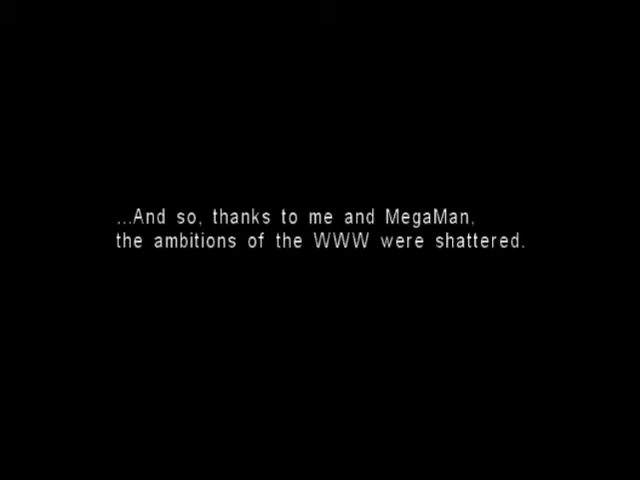 ...And so, thanks to me and MegaMan,
the ambitions of the WWW were shattered.